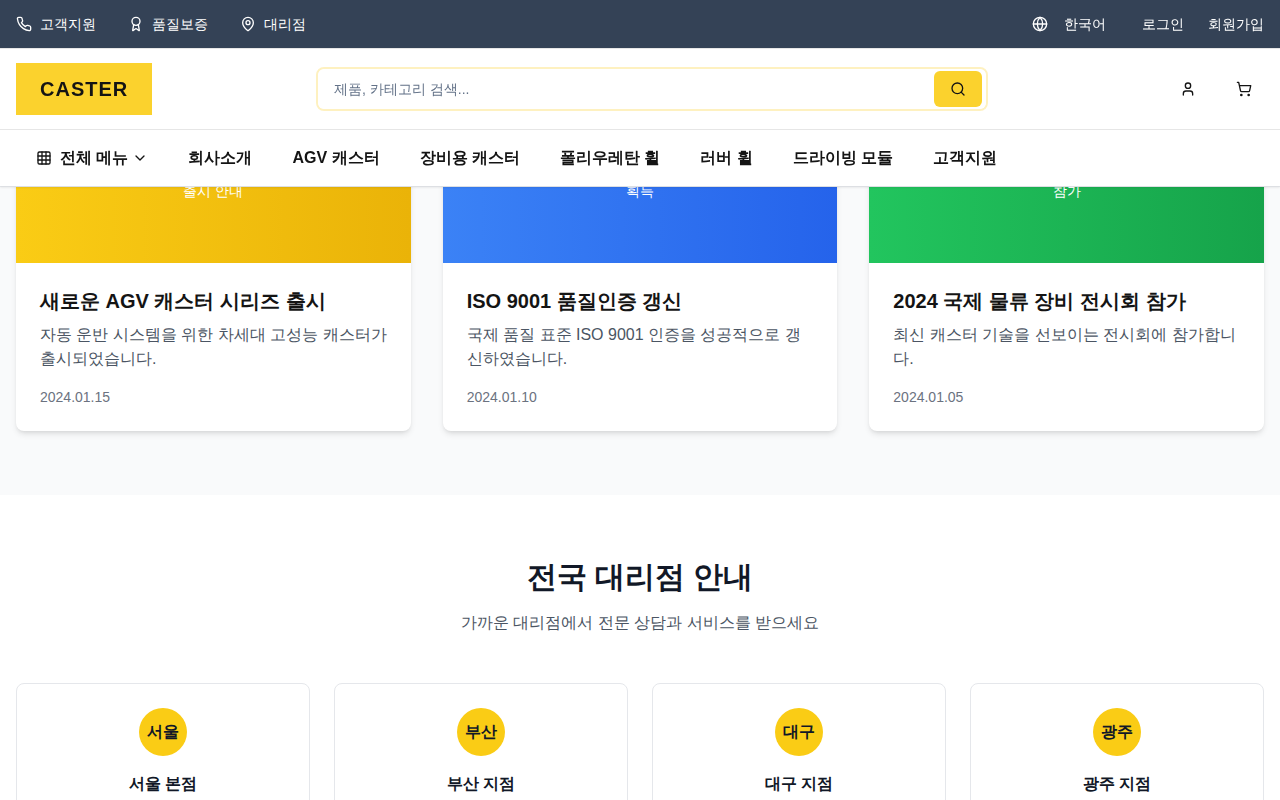 고객지원 품질보증 대리점 한국어 로그인 회원가입
CASTER 제품, 카테고리 검색...
전체 메뉴 회사소개 AGV 캐스터 장비용 캐스터 폴리우레탄 휠 러버 휠 드라이빙 모듈 고객지원
출시 안내
획득
참가
새로운 AGV 캐스터 시리즈 출시
자동 운반 시스템을 위한 차세대 고성능 캐스터가
출시되었습니다.
2024.01.15
ISO 9001 품질인증 갱신
국제 품질 표준 ISO 9001 인증을 성공적으로 갱
신하였습니다.
2024.01.10
2024 국제 물류 장비 전시회 참가
최신 캐스터 기술을 선보이는 전시회에 참가합니
다.
2024.01.05
전국 대리점 안내
가까운 대리점에서 전문 상담과 서비스를 받으세요
서울
서울 본점
부산
부산 지점
대구
대구 지점
광주
광주 지점